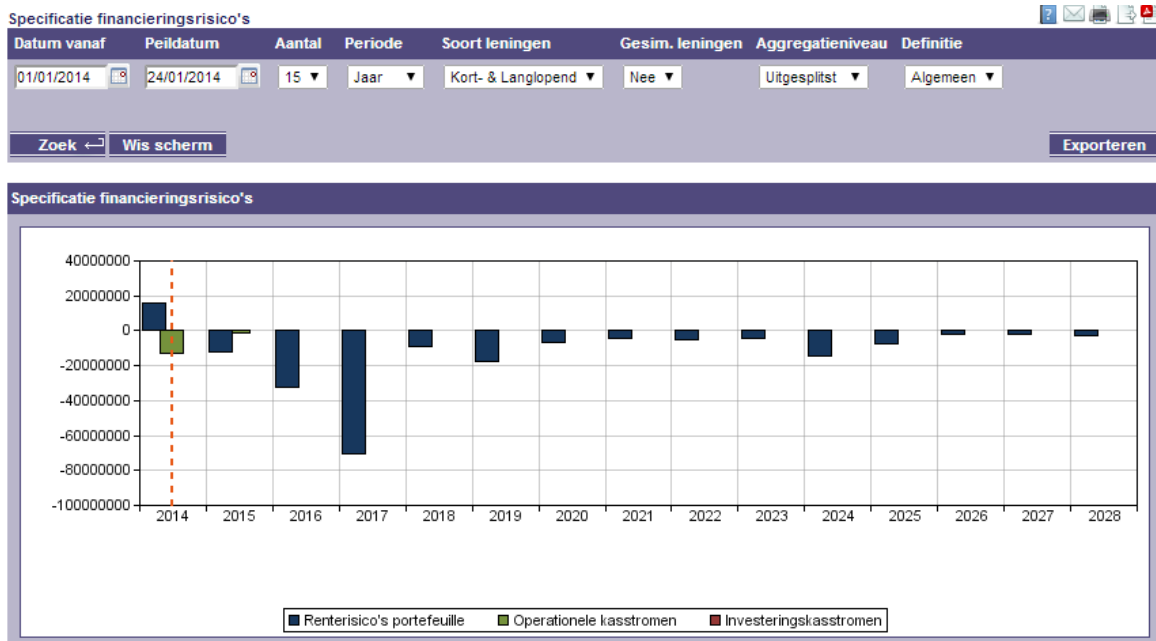 Specificatie financieringsrisico's
Datum vanaf Peildatum Aantal Periode Soort leningen Gesim. leningen Aggregatieniveau Definitie
01/01/2014 24/01/2014 15 Jaar Kort- & Langlopend Nee Uitgesplitst Algemeen
Zoek Wis scherm Exporteren
Specificatie financieringsrisico's
40000000
20000000
0
-20000000
-40000000
-60000000
-80000000
-100000000
2014 2015 2016 2017 2018 2019 2020 2021 2022 2023 2024 2025 2026 2027 2028
Renterisico's portefeuille Operationele kasstromen Investeringskasstromen